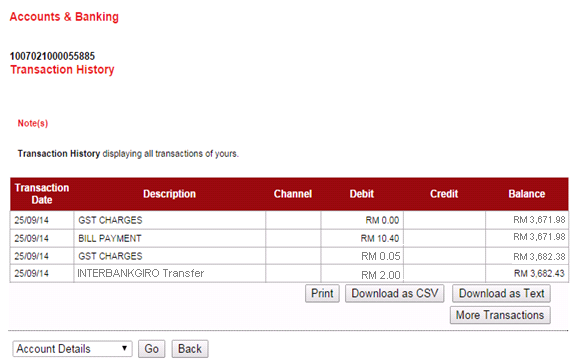 Accounts & Banking
1007021000055885
Transaction History
Note(s)
Transaction History displaying all transactions of yours.
Transaction Date Description Channel Debit Credit Balance
25/09/14 GST CHARGES RM 0.00 RM 3,671.98
25/09/14 BILL PAYMENT RM 10.40 RM 3,671.98
25/09/14 GST CHARGES RM 0.05 RM 3,682.38
25/09/14 INTERBANKGIRO Transfer RM 2.00 RM 3,682.43
Print Download as CSV Download as Text
More Transactions
Account Details Go Back